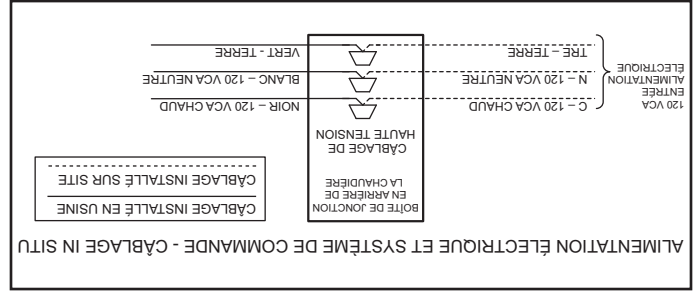 ALIMENTATION ÉLECTRIQUE ET SYSTÈME DE COMMANDE - CÂBLAGE IN SITU
BOÎTE DE JONCTION
EN ARRIÈRE DE
LA CHAUDIÈRE
CÂBLAGE INSTALLÉ EN USINE
CÂBLAGE INSTALLÉ SUR SITE
CÂBLAGE DE
HAUTE TENSION
120 VCA
ENTRÉE
ALIMENTATION
ÉLECTRIQUE
C – 120 VCA CHAUD
NOIR – 120 VCA CHAUD
N – 120 VCA NEUTRE
BLANC – 120 VCA NEUTRE
TRE – TERRE
VERT - TERRE